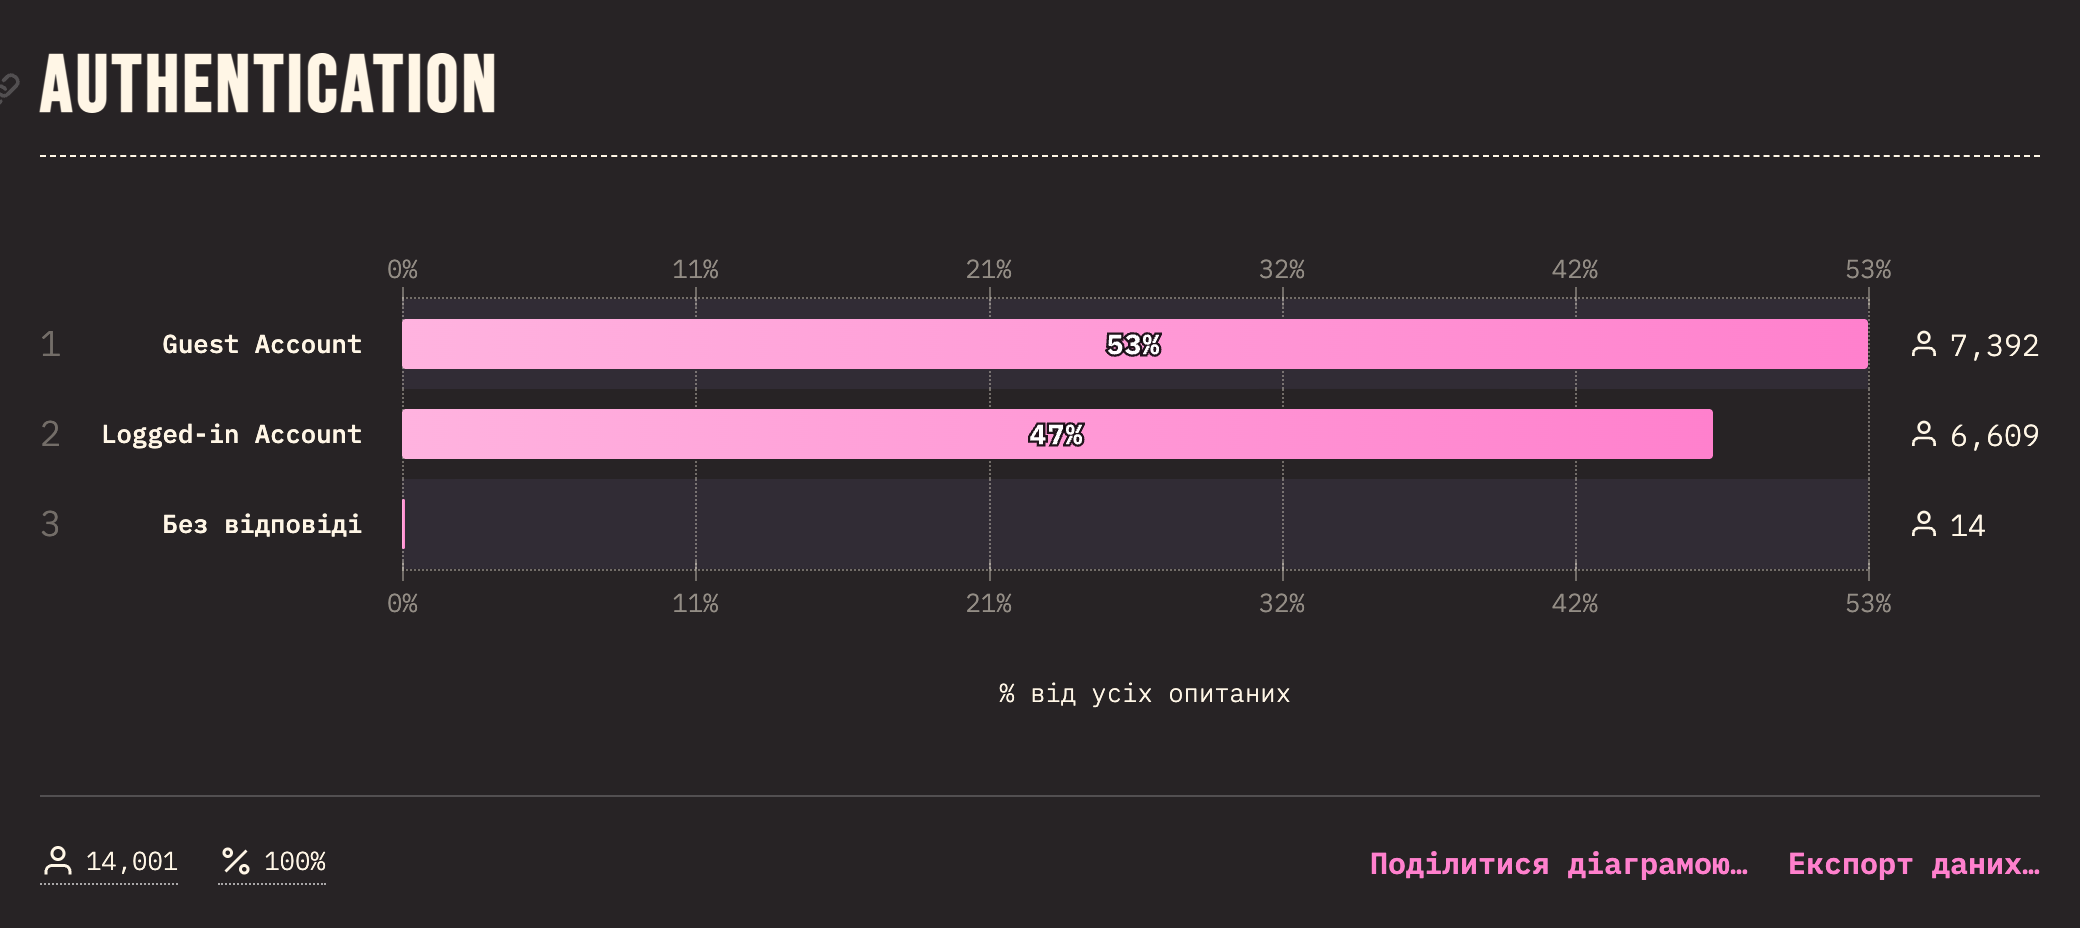 AUTHENTICATION
0% 11% 21% 32% 42% 53%
1 Guest Account 53% 7,392
2 Logged-in Account 47% 6,609
3 Без відповіді 14
0% 11% 21% 32% 42% 53%
% від усіх опитаних
14,001 % 100% Поділитися діаграмою… Експорт даних…